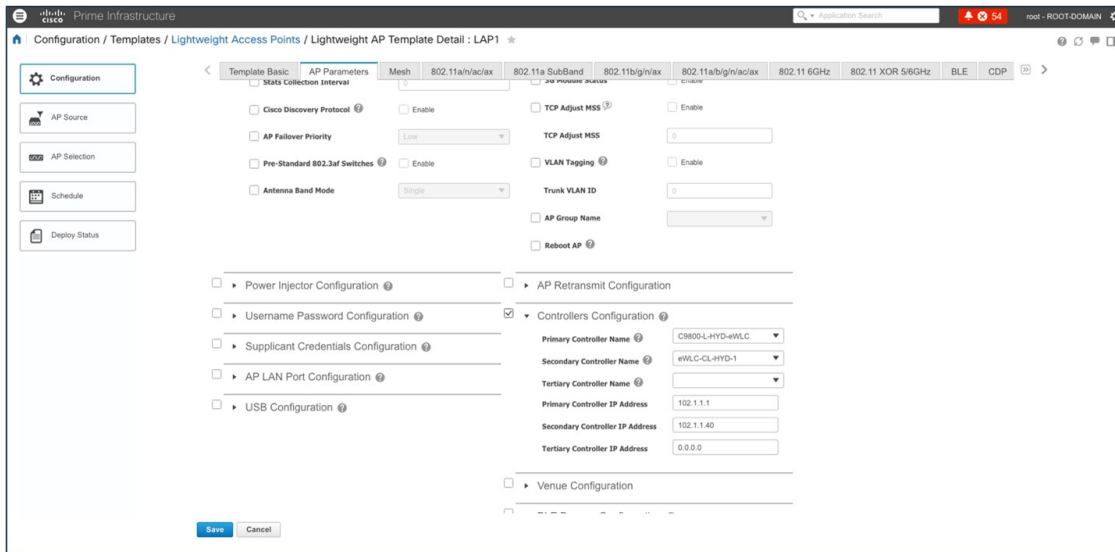 cisco Prime Infrastructure
Application Search
54
root - ROOT-DOMAIN
Configuration / Templates / Lightweight Access Points / Lightweight AP Template Detail : LAP1
Configuration
AP Source
AP Selection
Schedule
Deploy Status
Template Basic AP Parameters Mesh 802.11a/n/ac/ax 802.11a SubBand 802.11b/g/n/ax 802.11a/b/g/n/ac/ax 802.11 6GHz 802.11 XOR 5/6GHz BLE CDP
Stats Collection Interval 0
Cisco Discovery Protocol Enable
AP Failover Priority Low
Pre-Standard 802.3af Switches Enable
Antenna Band Mode Single
5G Module Status Enable
TCP Adjust MSS Enable
TCP Adjust MSS 0
VLAN Tagging Enable
Trunk VLAN ID 0
AP Group Name
Reboot AP
Power Injector Configuration
Username Password Configuration
Supplicant Credentials Configuration
AP LAN Port Configuration
USB Configuration
AP Retransmit Configuration
Controllers Configuration
Primary Controller Name C9800-L-HYD-eWLC
Secondary Controller Name eWLC-CL-HYD-1
Tertiary Controller Name
Primary Controller IP Address 102.1.1.1
Secondary Controller IP Address 102.1.1.40
Tertiary Controller IP Address 0.0.0.0
Venue Configuration
Save Cancel